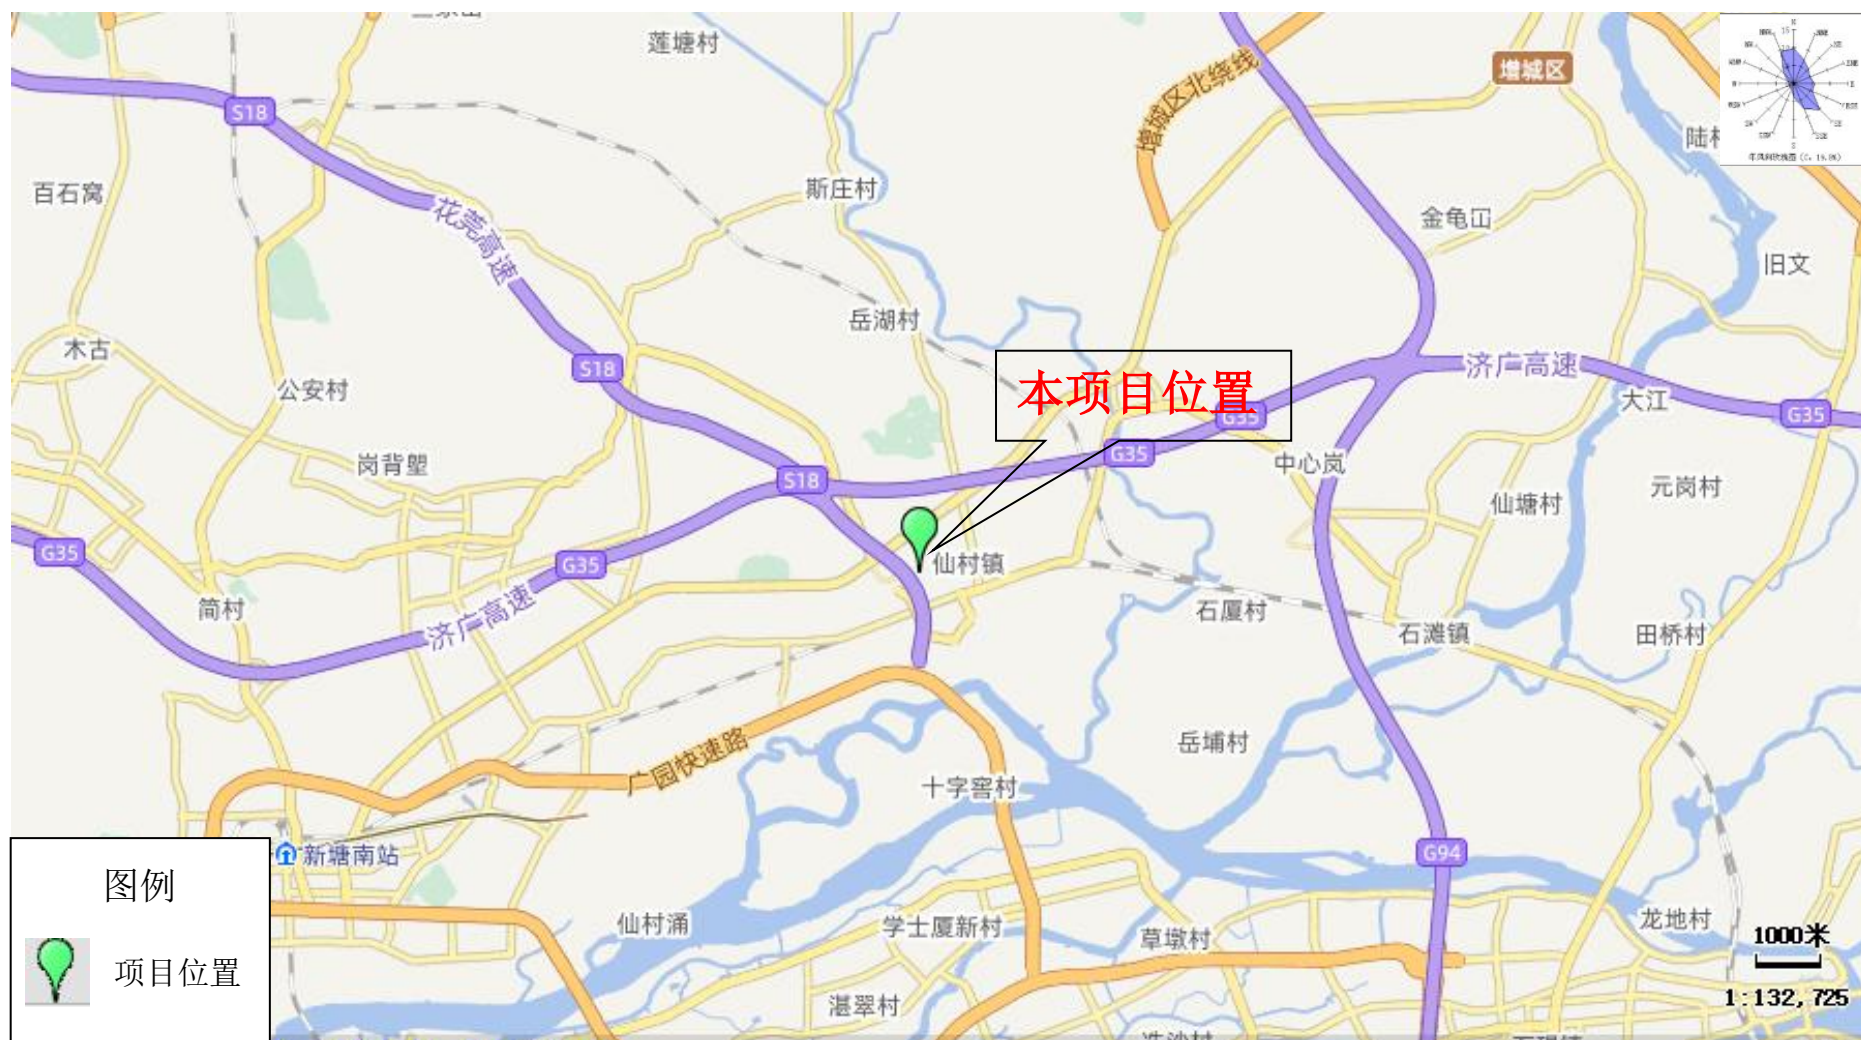 莲塘村
增城区
增城区北绕线
S18
百石窝
斯庄村
花莞高速
金龟㘭
旧文
岳湖村
木古
S18
济广高速
公安村
本项目位置
大江
G35
G35
G35
岗背壆
S18
中心岚
仙塘村
元岗村
G35
G35
仙村镇
简村
济广高速
石厦村
石滩镇
田桥村
广园快速路
岳埔村
十字窖村
新塘南站
G94
图例
仙村涌
学士厦新村
草墩村
龙地村
1000米
项目位置
湛翠村
1:132,725